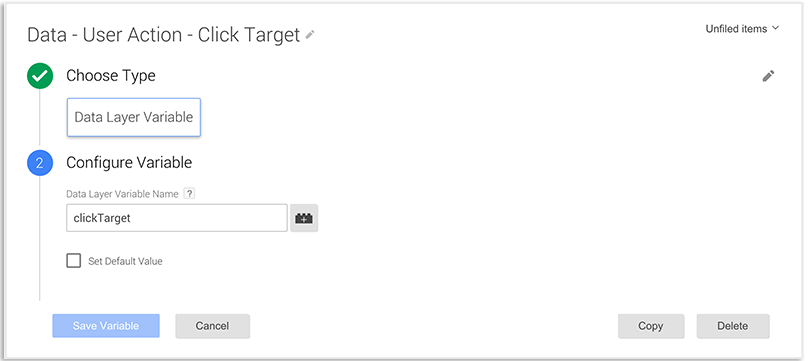 Data - User Action - Click Target
Unfiled items
Choose Type
Data Layer Variable
2
Configure Variable
Data Layer Variable Name ?
clickTarget
Set Default Value
Save Variable Cancel Copy Delete